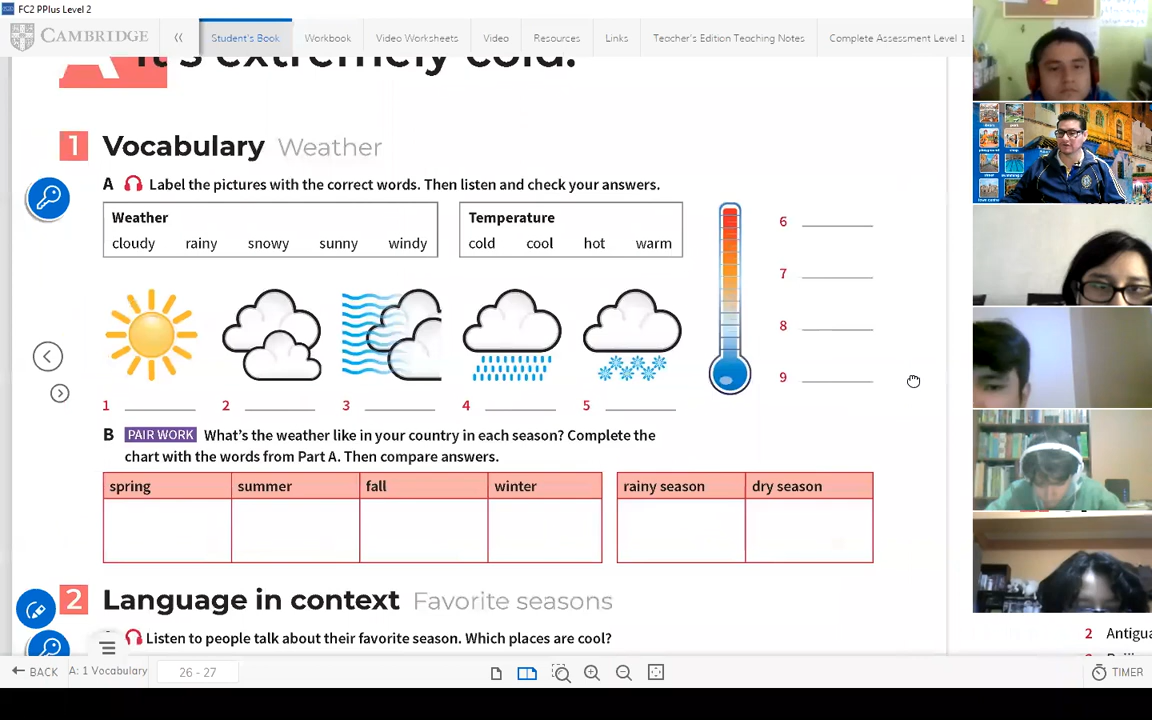 FC2 PPlus Level 2
CAMBRIDGE
Student's Book
Workbook
Video Worksheets
Video
Resources
Links
Teacher's Edition Teaching Notes
Complete Assessment Level 1
A It's extremely cold.
1 Vocabulary Weather
A Label the pictures with the correct words. Then listen and check your answers.
Weather
cloudy rainy snowy sunny windy
Temperature
cold cool hot warm
6
7
8
9
1 2 3 4 5
B PAIR WORK What's the weather like in your country in each season? Complete the
chart with the words from Part A. Then compare answers.
spring summer fall winter
rainy season dry season
2 Language in context Favorite seasons
Listen to people talk about their favorite season. Which places are cool?
2 Antigua
BACK
A: 1 Vocabulary
26 - 27
TIMER